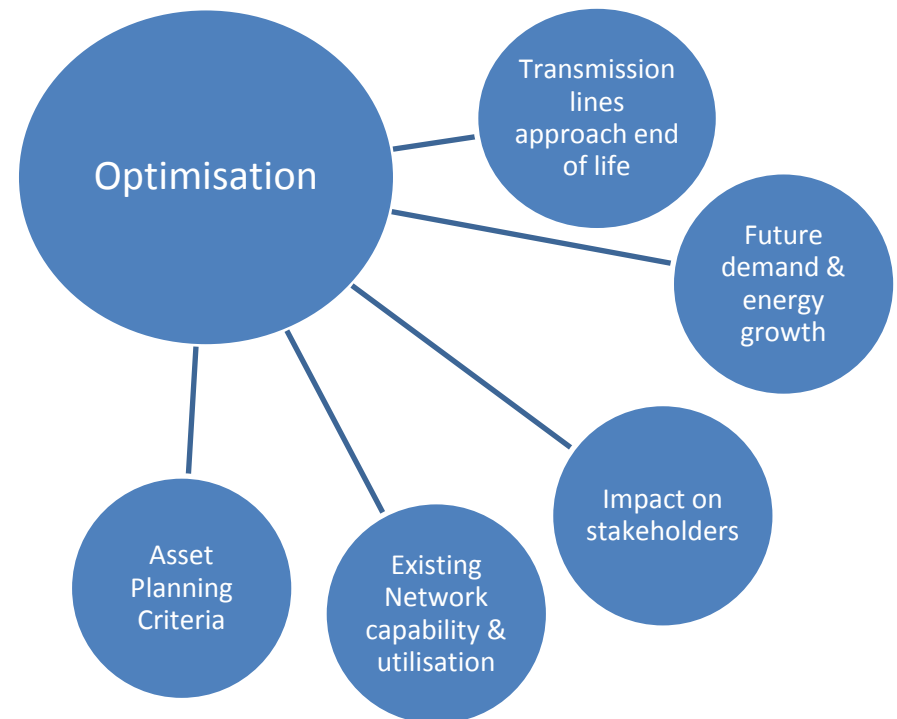 Optimisation
Transmission
lines
approach end
of life
Future
demand &
energy
growth
Impact on
stakeholders
Existing
Network
capability &
utilisation
Asset
Planning
Criteria